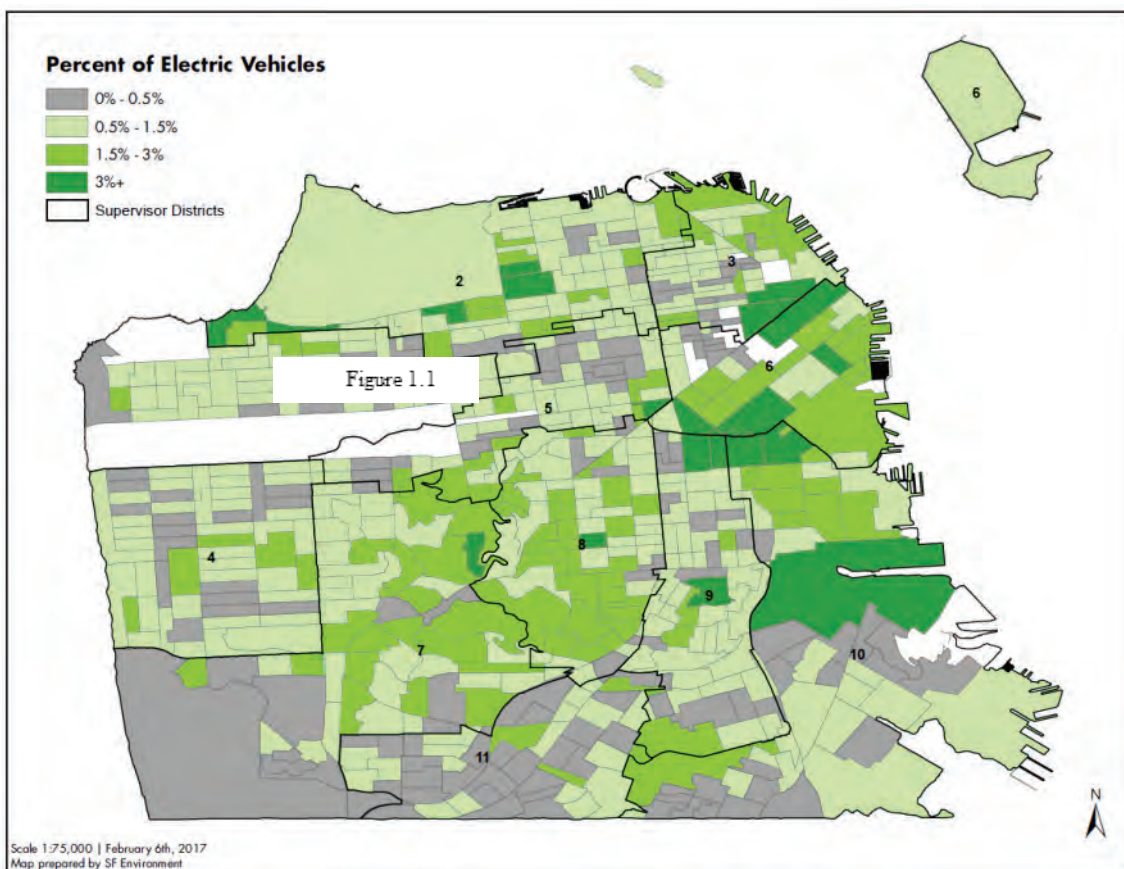 Percent of Electric Vehicles
0% - 0.5%
0.5% - 1.5%
1.5% - 3%
3%+
Supervisor Districts
6
2
3
Figure 1.1
6
5
4
8
9
7
10
11
N
Scale 1:75,000 | February 6th, 2017
Map prepared by SF Environment